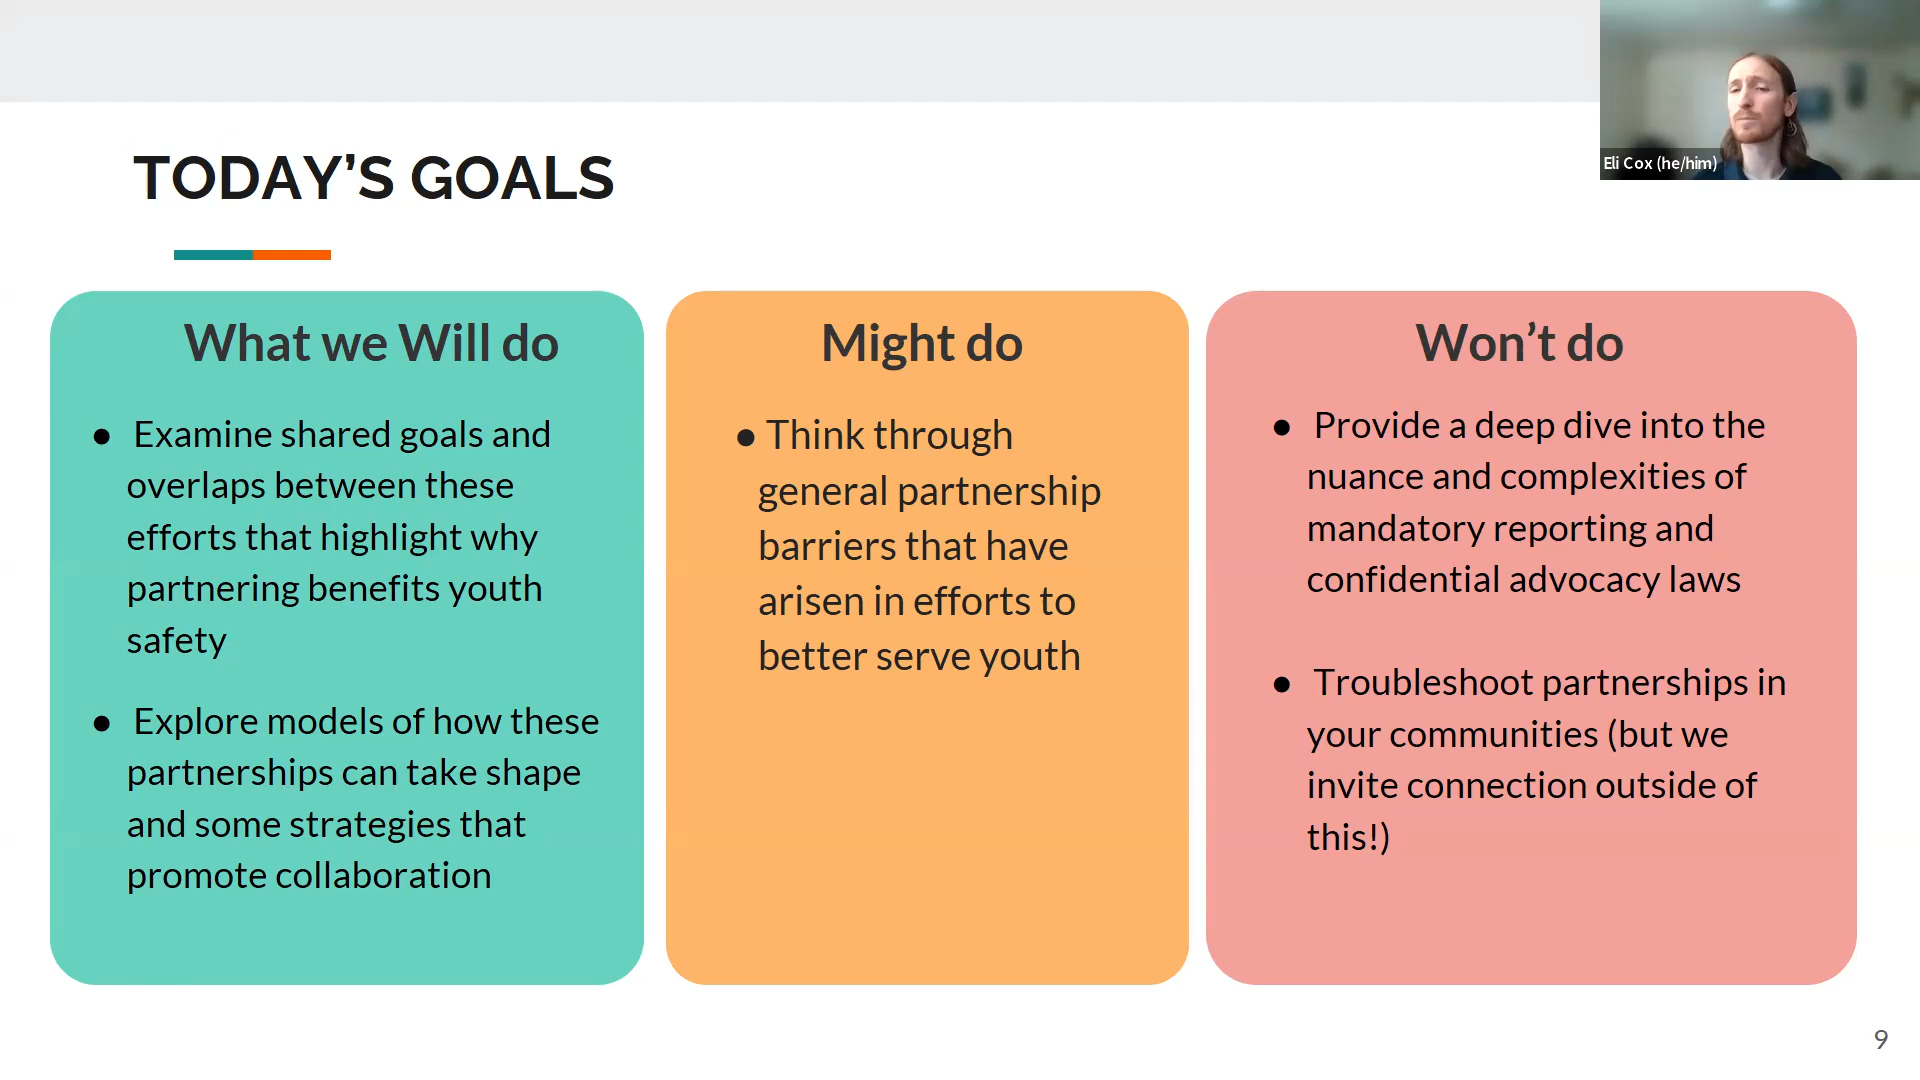 Eli Cox (he/him)
TODAY’S GOALS
What we Will do
● Examine shared goals and
overlaps between these
efforts that highlight why
partnering benefits youth
safety
● Explore models of how these
partnerships can take shape
and some strategies that
promote collaboration
Might do
● Think through
general partnership
barriers that have
arisen in efforts to
better serve youth
Won’t do
● Provide a deep dive into the
nuance and complexities of
mandatory reporting and
confidential advocacy laws
● Troubleshoot partnerships in
your communities (but we
invite connection outside of
this!)
9